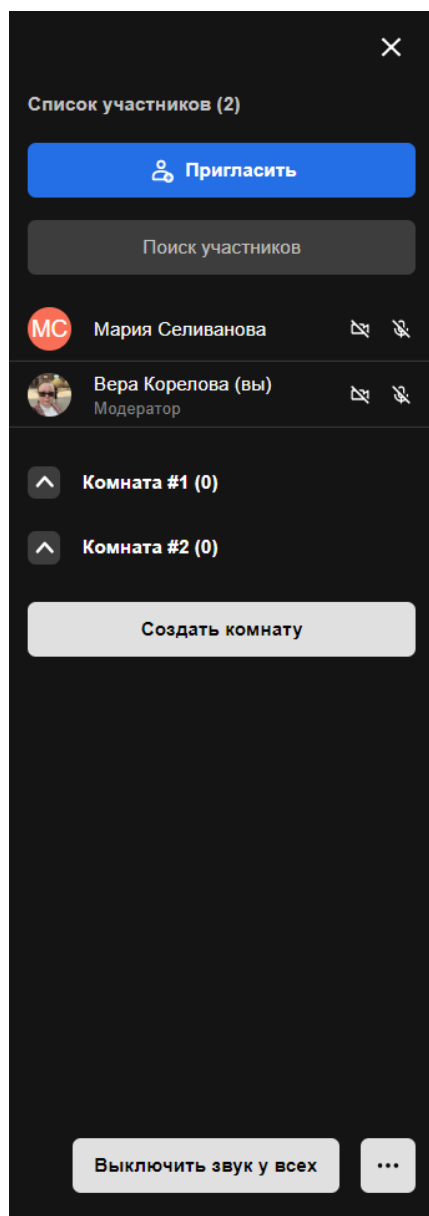 Список участников (2)
Пригласить
Поиск участников
МС Мария Селиванова
Вера Корелова (вы)
Модератор
Комната #1 (0)
Комната #2 (0)
Создать комнату
Выключить звук у всех ...